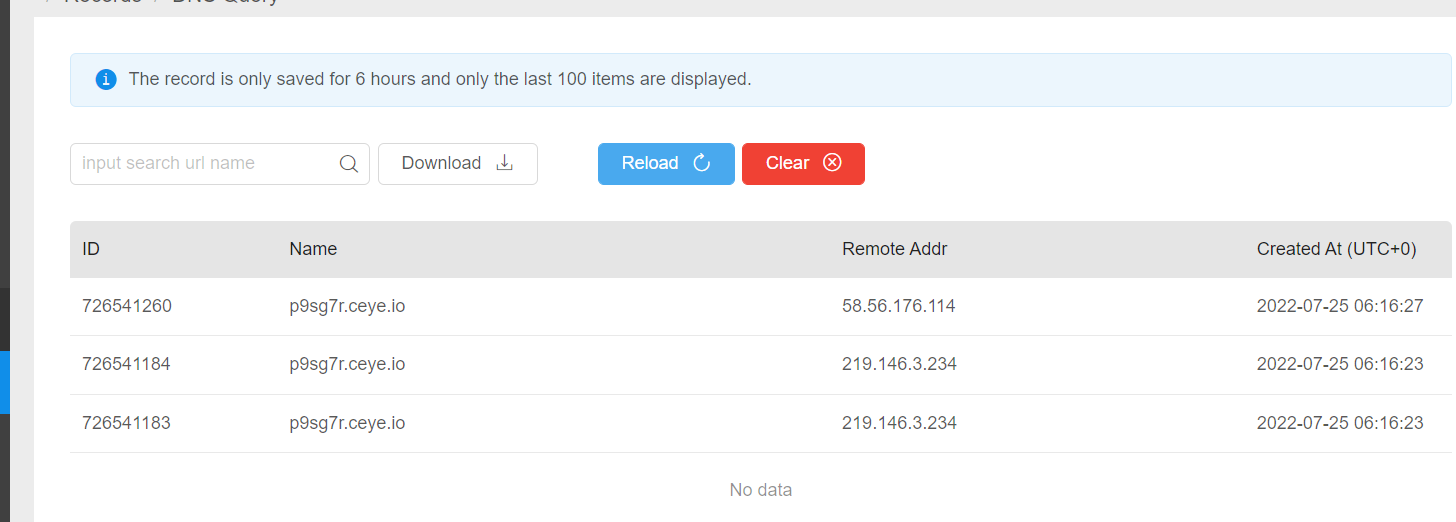 / Records / DNS Query
The record is only saved for 6 hours and only the last 100 items are displayed.
input search url name Download Reload Clear
ID Name Remote Addr Created At (UTC+0)
726541260 p9sg7r.ceye.io 58.56.176.114 2022-07-25 06:16:27
726541184 p9sg7r.ceye.io 219.146.3.234 2022-07-25 06:16:23
726541183 p9sg7r.ceye.io 219.146.3.234 2022-07-25 06:16:23
No data